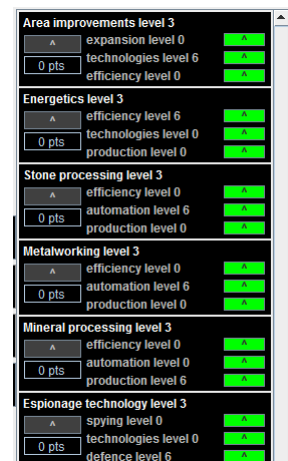 Area improvements level 3
^ expansion level 0 ^
0 pts technologies level 6 ^
efficiency level 0 ^
Energetics level 3
^ efficiency level 6 ^
0 pts technologies level 0 ^
production level 0 ^
Stone processing level 3
^ efficiency level 0 ^
0 pts automation level 6 ^
production level 0 ^
Metalworking level 3
^ efficiency level 0 ^
0 pts automation level 6 ^
production level 0 ^
Mineral processing level 3
^ efficiency level 0 ^
0 pts automation level 0 ^
production level 6 ^
Espionage technology level 3
^ spying level 0 ^
0 pts technologies level 0 ^
defence level 6 ^